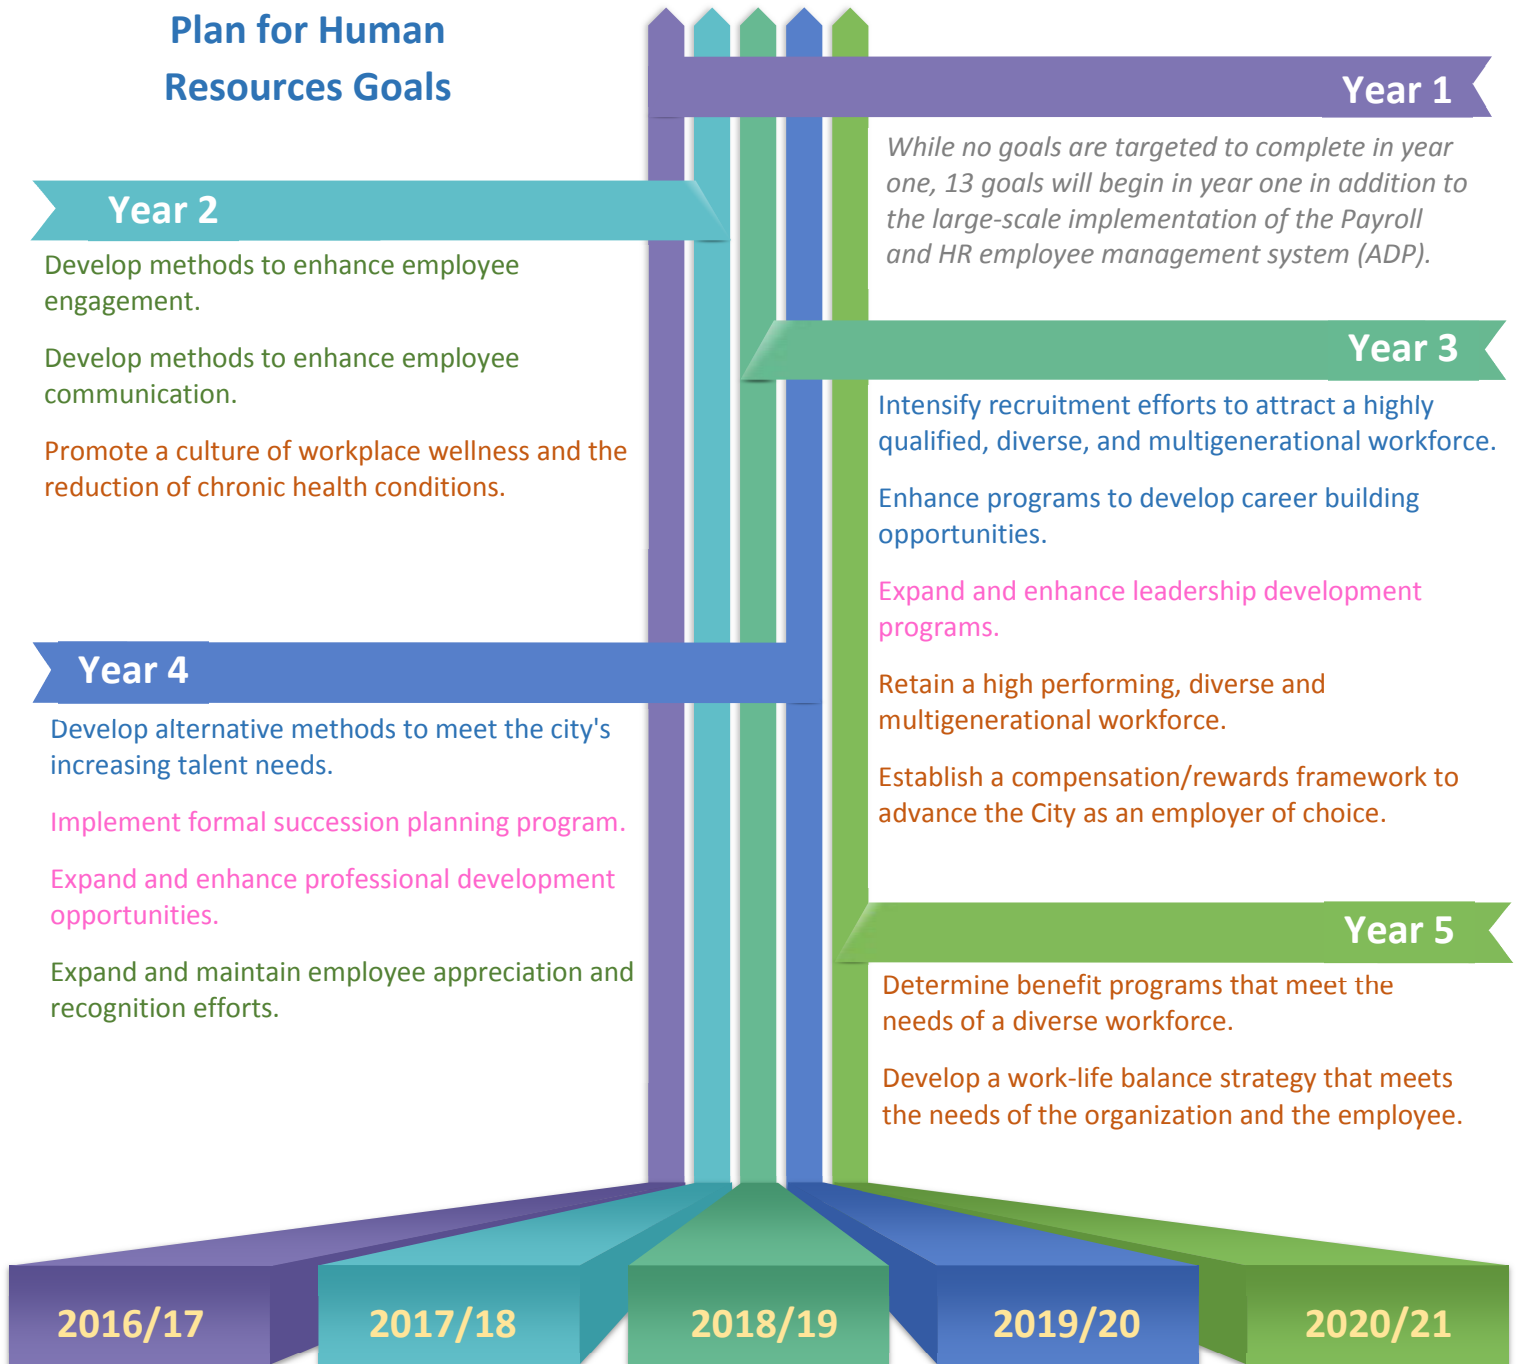 Plan for Human
Resources Goals
Year 1
While no goals are targeted to complete in year
one, 13 goals will begin in year one in addition to
the large-scale implementation of the Payroll
and HR employee management system (ADP).
Year 2
Develop methods to enhance employee
engagement.
Develop methods to enhance employee
communication.
Promote a culture of workplace wellness and the
reduction of chronic health conditions.
Year 3
Intensify recruitment efforts to attract a highly
qualified, diverse, and multigenerational workforce.
Enhance programs to develop career building
opportunities.
Expand and enhance leadership development
programs.
Retain a high performing, diverse and
multigenerational workforce.
Establish a compensation/rewards framework to
advance the City as an employer of choice.
Year 4
Develop alternative methods to meet the city's
increasing talent needs.
Implement formal succession planning program.
Expand and enhance professional development
opportunities.
Expand and maintain employee appreciation and
recognition efforts.
Year 5
Determine benefit programs that meet the
needs of a diverse workforce.
Develop a work-life balance strategy that meets
the needs of the organization and the employee.
2016/17
2017/18
2018/19
2019/20
2020/21